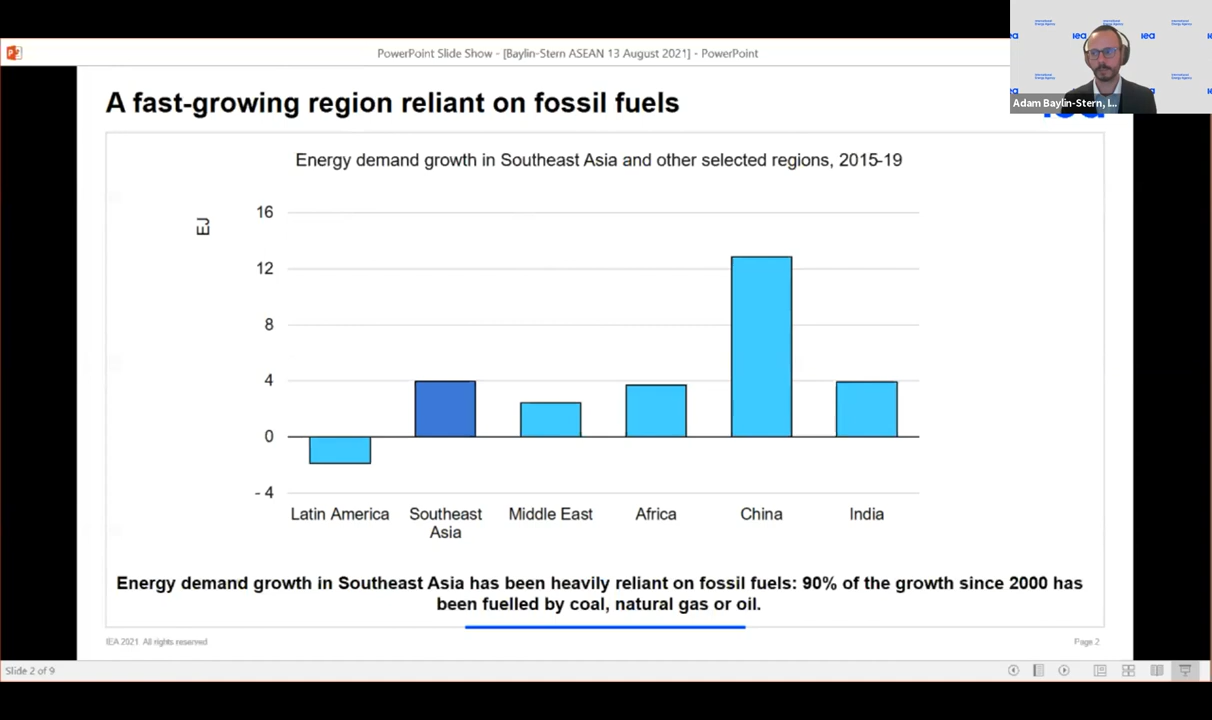 PowerPoint Slide Show - [Baylin-Stern ASEAN 13 August 2021] - PowerPoint
International
Energy Agency
iea
Adam Baylin-Stern, I...
A fast-growing region reliant on fossil fuels
Energy demand growth in Southeast Asia and other selected regions, 2015-19
EJ
16
12
8
4
0
- 4
Latin America
Southeast
Asia
Middle East
Africa
China
India
Energy demand growth in Southeast Asia has been heavily reliant on fossil fuels: 90% of the growth since 2000 has
been fuelled by coal, natural gas or oil.
IEA 2021 All rights reserved
Page 2
Slide 2 of 9